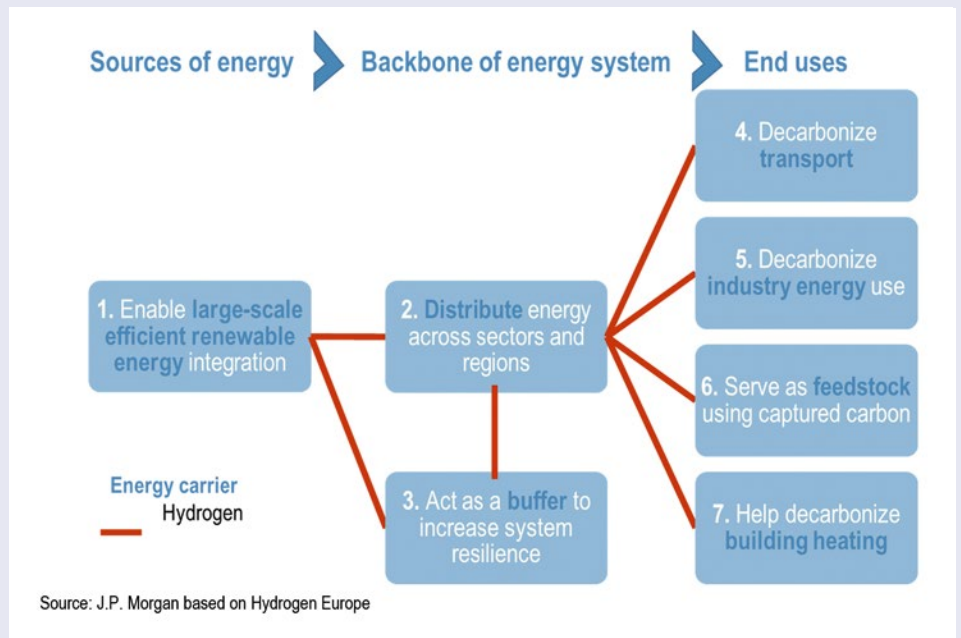 Sources of energy
Backbone of energy system
End uses
1. Enable large-scale
efficient renewable
energy integration
2. Distribute energy
across sectors and
regions
3. Act as a buffer to
increase system
resilience
4. Decarbonize
transport
5. Decarbonize
industry energy use
6. Serve as feedstock
using captured carbon
7. Help decarbonize
building heating
Energy carrier
Hydrogen
Source: J.P. Morgan based on Hydrogen Europe